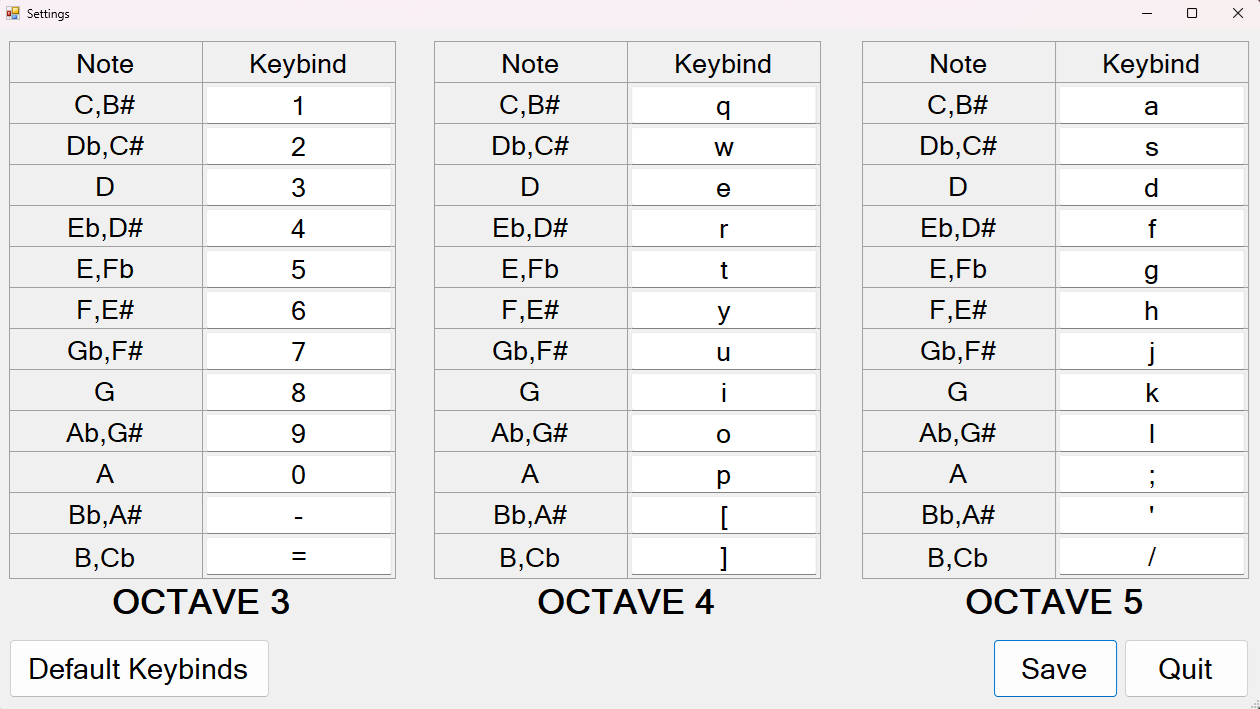 Settings
Note Keybind Note Keybind Note Keybind
C,B# 1 C,B# q C,B# a
Db,C# 2 Db,C# w Db,C# s
D 3 D e D d
Eb,D# 4 Eb,D# r Eb,D# f
E,Fb 5 E,Fb t E,Fb g
F,E# 6 F,E# y F,E# h
Gb,F# 7 Gb,F# u Gb,F# j
G 8 G i G k
Ab,G# 9 Ab,G# o Ab,G# l
A 0 A p A ;
Bb,A# - Bb,A# [ Bb,A# '
B,Cb = B,Cb ] B,Cb /
OCTAVE 3 OCTAVE 4 OCTAVE 5
Default Keybinds Save Quit